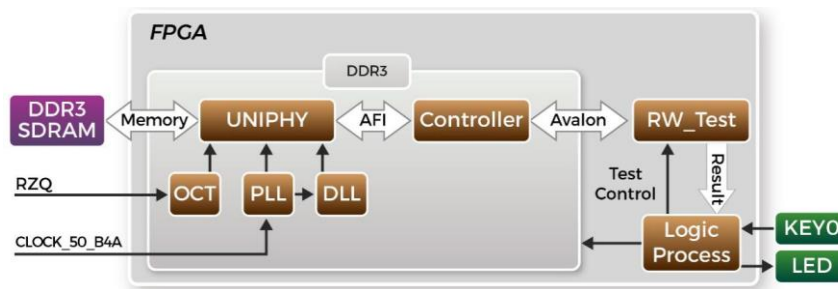 FPGA
DDR3
DDR3
SDRAM
Memory
UNIPHY
AFI
Controller
Avalon
RW_Test
RZQ
OCT
PLL
DLL
Test
Control
Result
CLOCK_50_B4A
Logic
Process
KEY0
LED